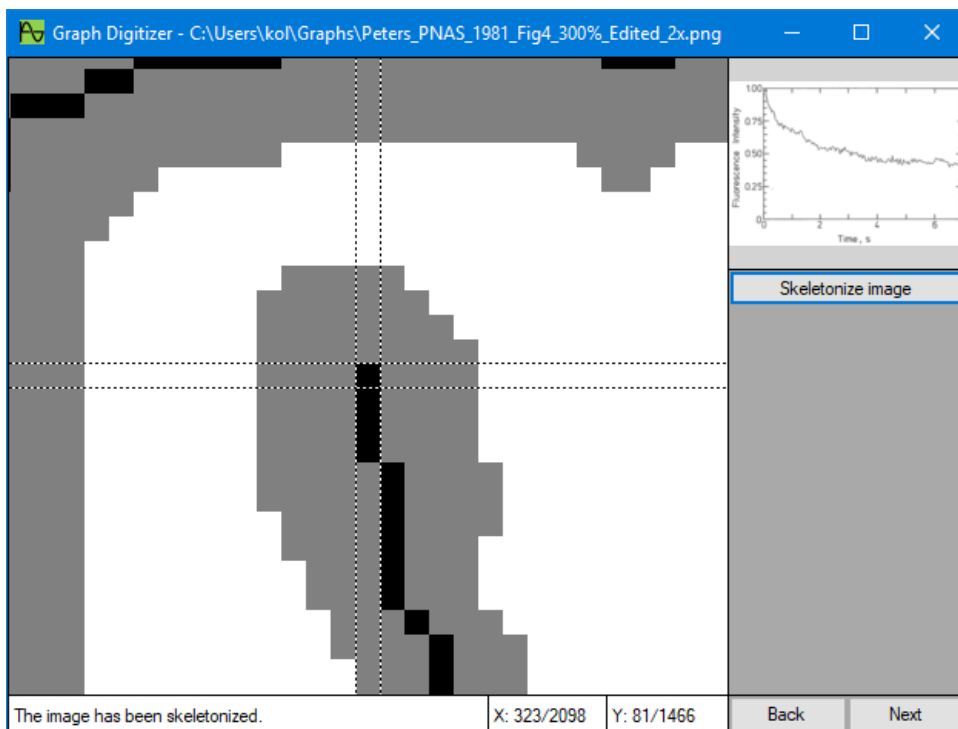 Graph Digitizer - C:\Users\kol\Graphs\Peters_PNAS_1981_Fig4_300%_Edited_2x.png
1.00
0.75
0.50
0.25
0
Fluorescence Intensity
0 2 4 6
Time, s
Skeletonize image
The image has been skeletonized. X: 323/2098 Y: 81/1466 Back Next